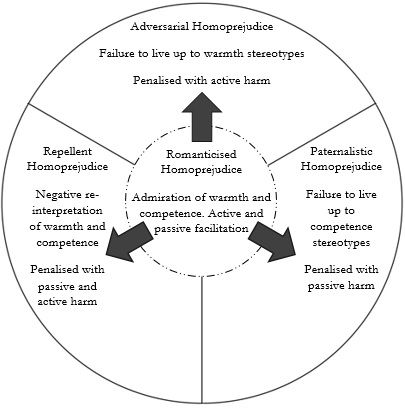 Adversarial Homoprejudice
Failure to live up to warmth stereotypes
Penalised with active harm
Repellent
Homoprejudice
Negative re-
interpretation
of warmth and
competence
Penalised with
passive and
active harm
Romanticised
Homoprejudice
Admiration of warmth and
competence. Active and
passive facilitation
Paternalistic
Homoprejudice
Failure to live
up to
competence
stereotypes
Penalised with
passive harm